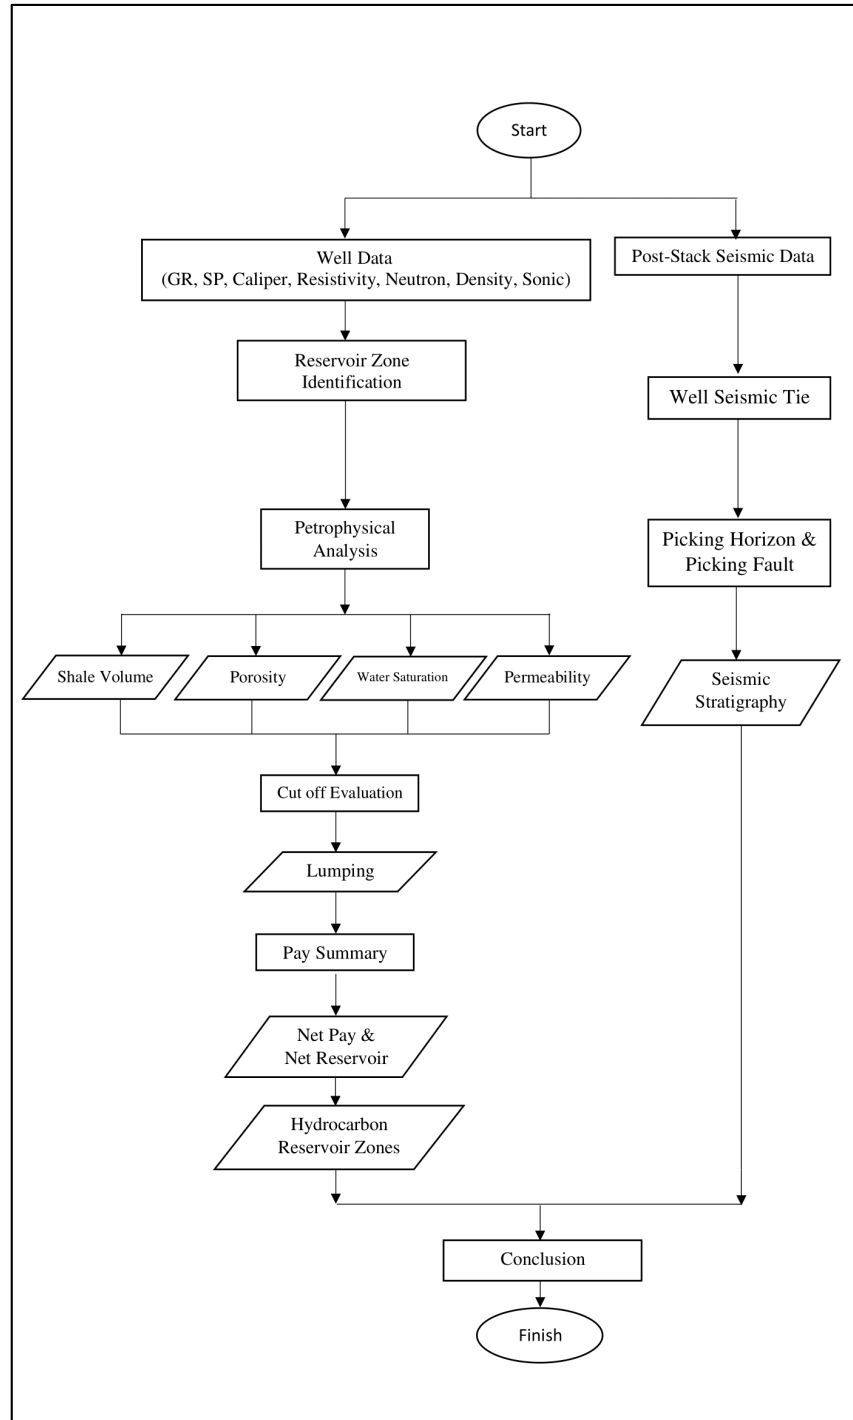 Start
Well Data
(GR, SP, Caliper, Resistivity, Neutron, Density, Sonic)
Post-Stack Seismic Data
Reservoir Zone
Identification
Well Seismic Tie
Petrophysical
Analysis
Picking Horizon &
Picking Fault
Shale Volume
Porosity
Water Saturation
Permeability
Seismic
Stratigraphy
Cut off Evaluation
Lumping
Pay Summary
Net Pay &
Net Reservoir
Hydrocarbon
Reservoir Zones
Conclusion
Finish